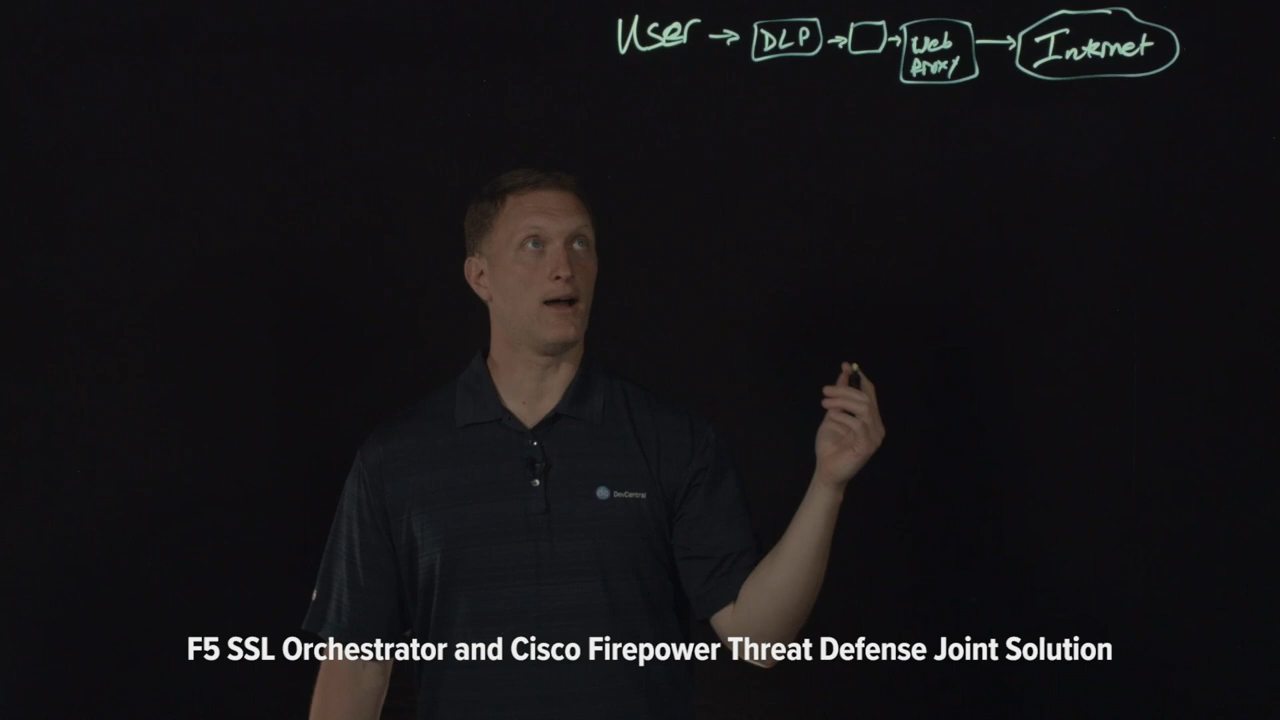 User → DLP → → Web Proxy → Internet
DevCentral
F5 SSL Orchestrator and Cisco Firepower Threat Defense Joint Solution